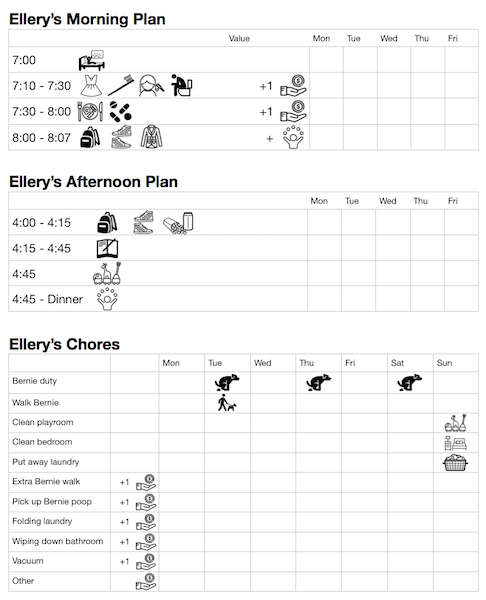 Ellery's Morning Plan
Value Mon Tue Wed Thu Fri
7:00
7:10 - 7:30 +1
7:30 - 8:00 +1
8:00 - 8:07 +
Ellery's Afternoon Plan
Mon Tue Wed Thu Fri
4:00 - 4:15
4:15 - 4:45
4:45
4:45 - Dinner
Ellery's Chores
Mon Tue Wed Thu Fri Sat Sun
Bernie duty
Walk Bernie
Clean playroom
Clean bedroom
Put away laundry
Extra Bernie walk +1
Pick up Bernie poop +1
Folding laundry +1
Wiping down bathroom +1
Vacuum +1
Other